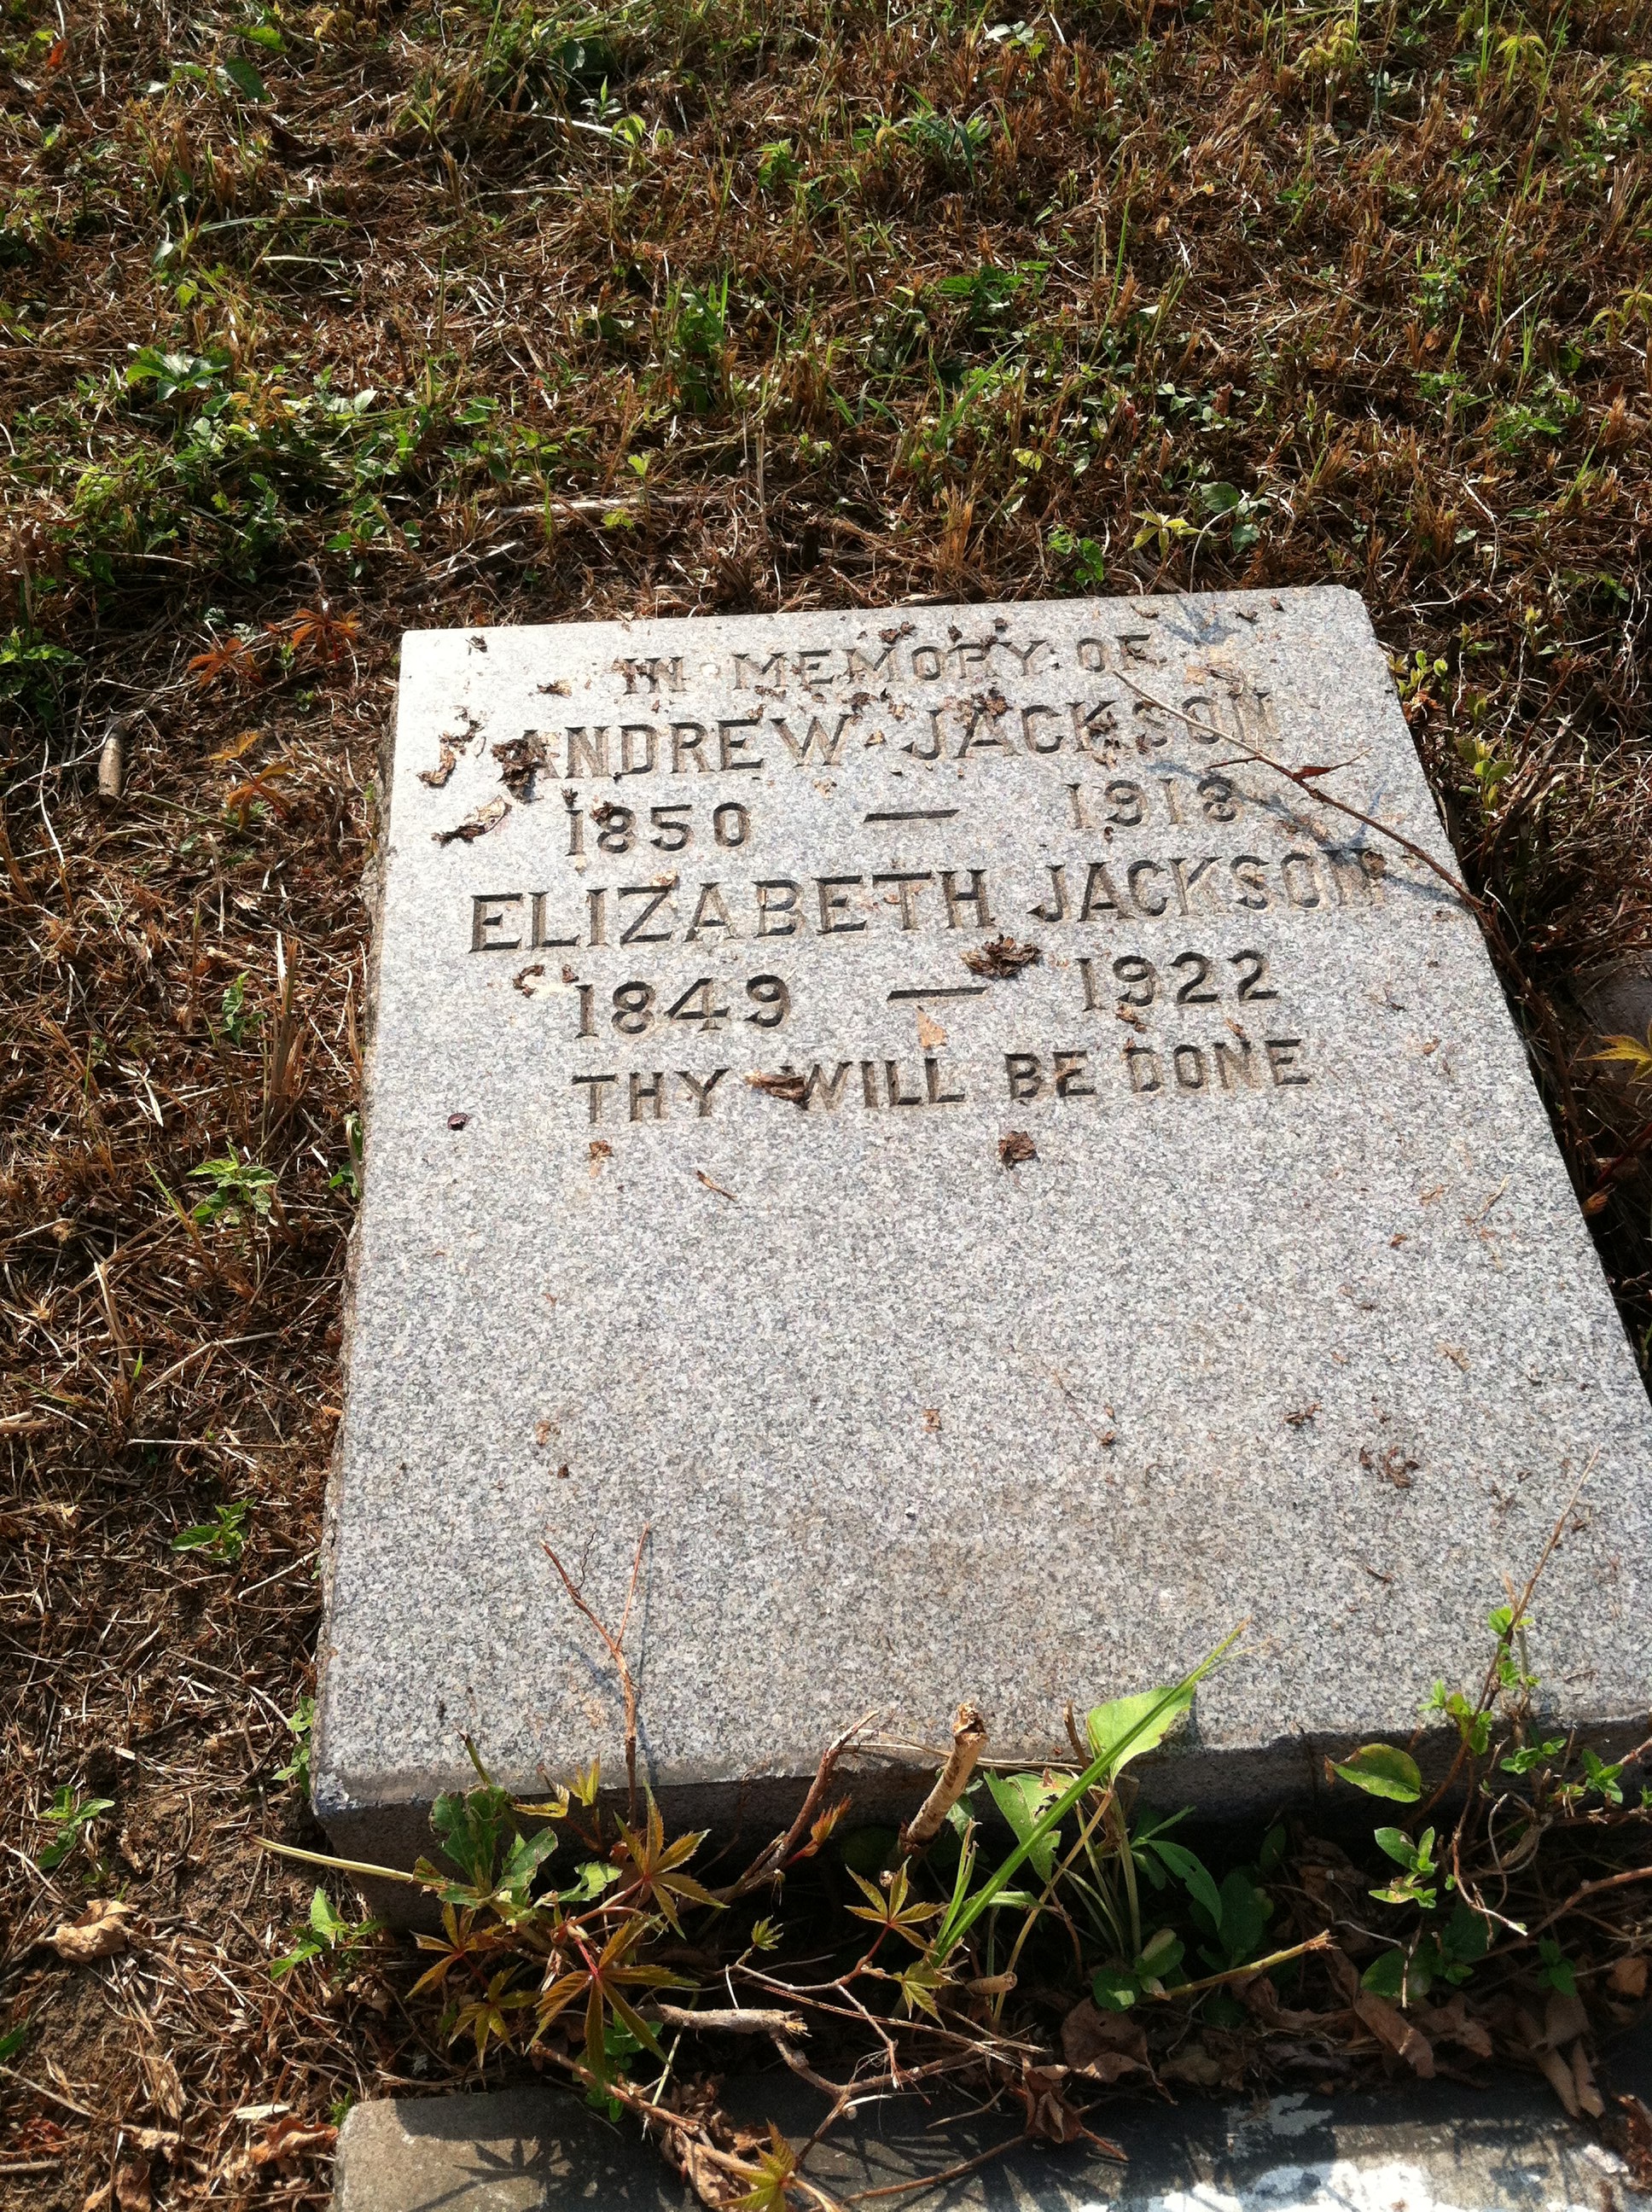 IN MEMORY OF
ANDREW JACKSON
1850 — 1918
ELIZABETH JACKSON
1849 — 1922
THY WILL BE DONE